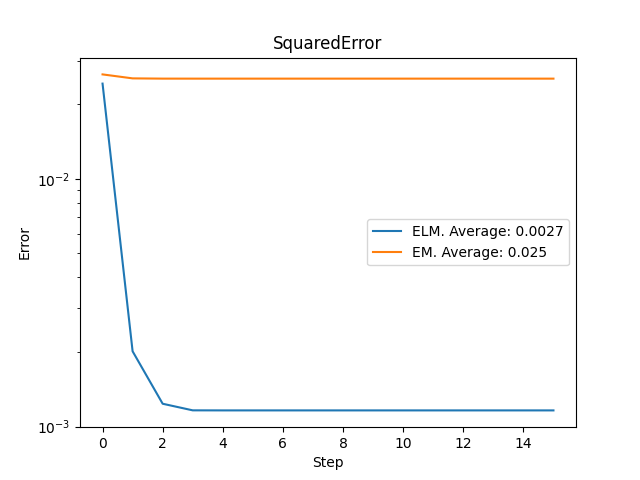 SquaredError
Error
10⁻²
10⁻³
ELM. Average: 0.0027
EM. Average: 0.025
0 2 4 6 8 10 12 14
Step